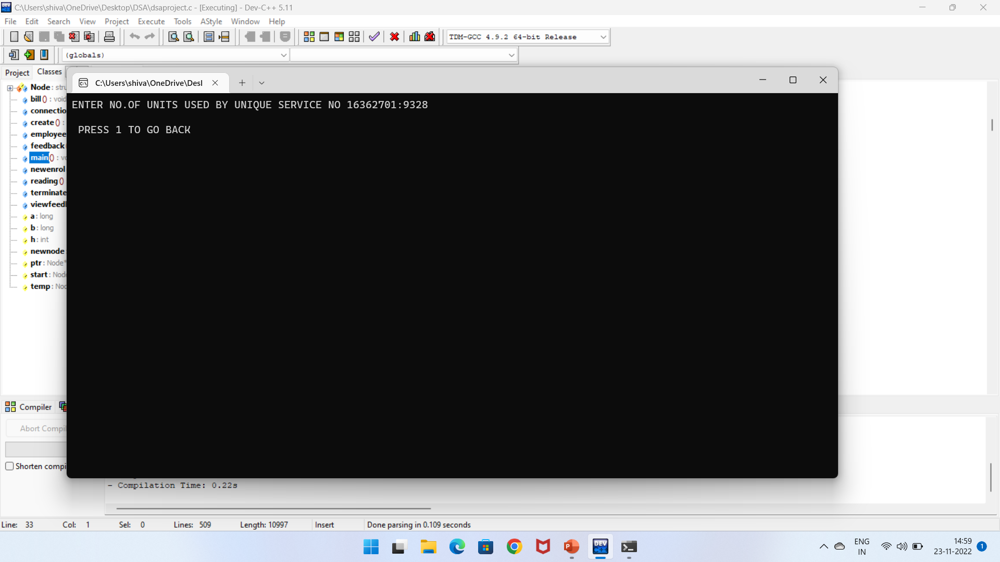 C:\Users\shiva\OneDrive\Desktop\DSA\dsaproject.c - [Executing] - Dev-C++ 5.11
File Edit Search View Project Execute Tools AStyle Window Help
TDM-GCC 4.9.2 64-bit Release
(globals)
Project Classes
C:\Users\shiva\OneDrive\Desl
Node : stru
bill () : void
connectio
create () :
employee
feedback
main () : vo
newenrol
reading ()
terminate
viewfeed
a : long
b : long
h : int
newnode :
ptr : Node*
start : Nod
temp : Noc
ENTER NO.OF UNITS USED BY UNIQUE SERVICE NO 16362701:9328
PRESS 1 TO GO BACK
Compiler
Abort Compil
Shorten compi
- Compilation Time: 0.22s
Line: 33 Col: 1 Sel: 0 Lines: 509 Length: 10997 Insert Done parsing in 0.109 seconds
DEV
P
ENG
IN
14:59
23-11-2022
1